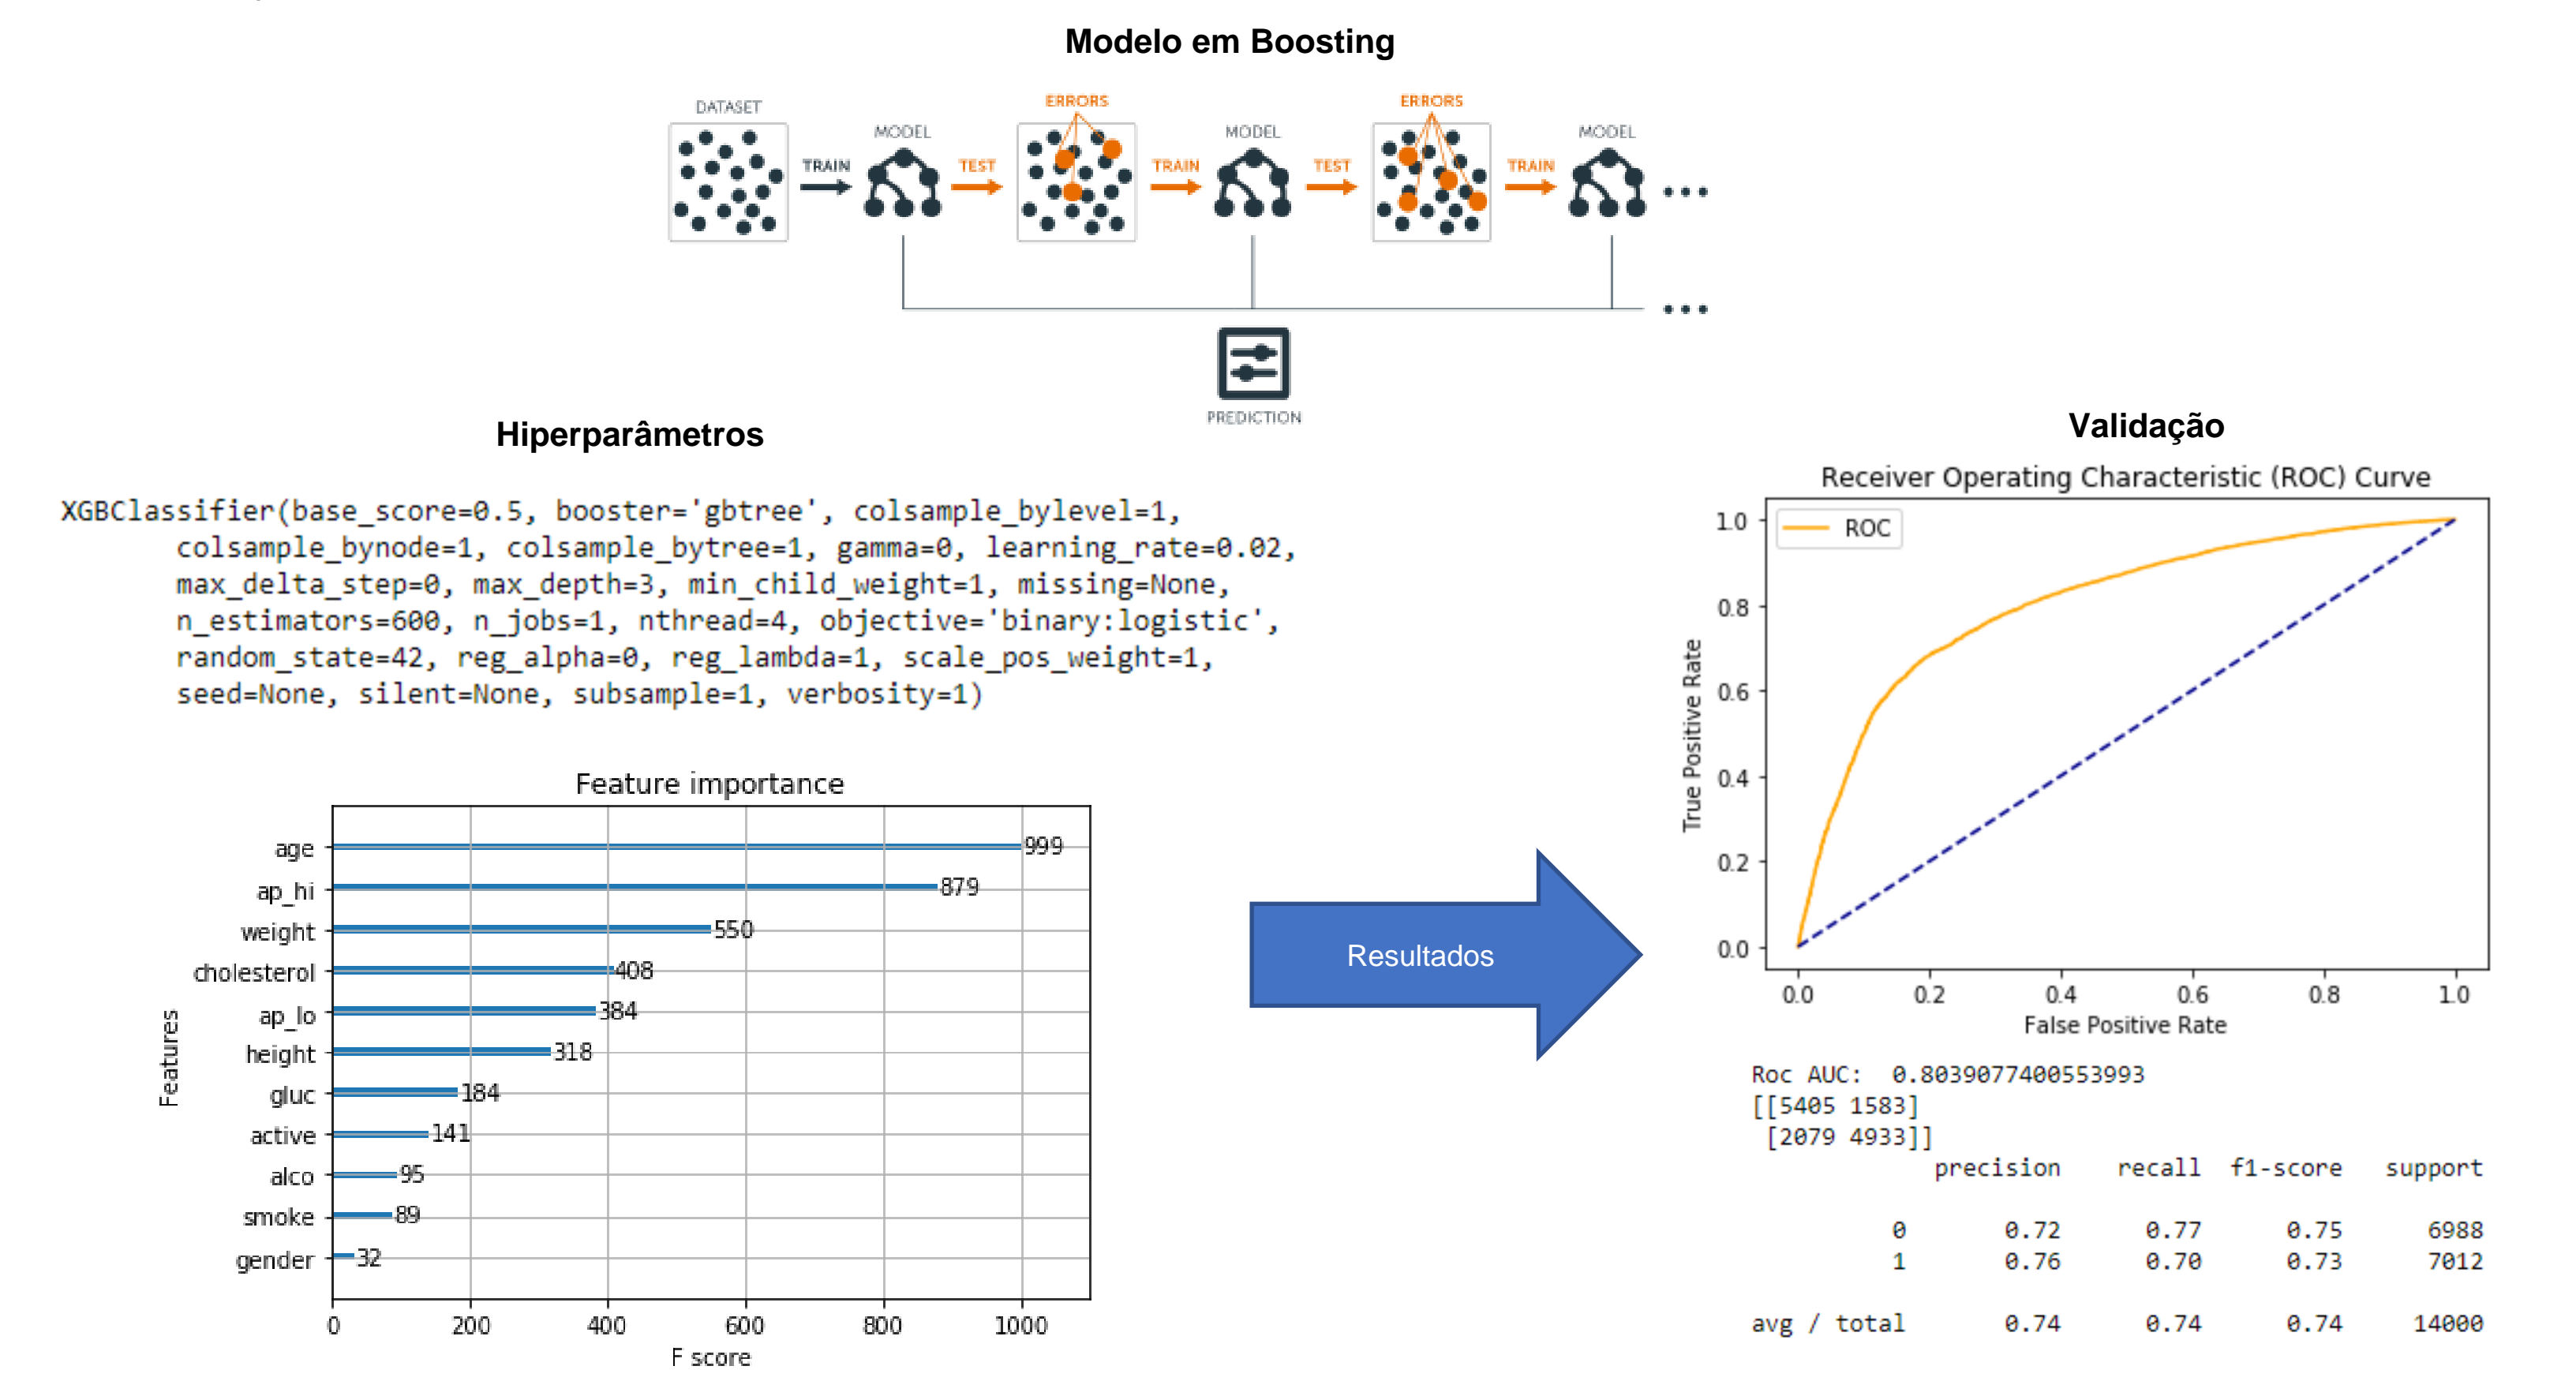 Modelo em Boosting
DATASET
TRAIN
MODEL
TEST
ERRORS
TRAIN
MODEL
TEST
ERRORS
TRAIN
MODEL
PREDICTION
Hiperparâmetros
XGBClassifier(base_score=0.5, booster='gbtree', colsample_bylevel=1,
colsample_bynode=1, colsample_bytree=1, gamma=0, learning_rate=0.02,
max_delta_step=0, max_depth=3, min_child_weight=1, missing=None,
n_estimators=600, n_jobs=1, nthread=4, objective='binary:logistic',
random_state=42, reg_alpha=0, reg_lambda=1, scale_pos_weight=1,
seed=None, silent=None, subsample=1, verbosity=1)
Feature importance
Features
age 999
ap_hi 879
weight 550
cholesterol 408
ap_lo 384
height 318
gluc 184
active 141
alco 95
smoke 89
gender 32
0 200 400 600 800 1000
F score
Resultados
Validação
Receiver Operating Characteristic (ROC) Curve
ROC
True Positive Rate
1.0
0.8
0.6
0.4
0.2
0.0
0.0 0.2 0.4 0.6 0.8 1.0
False Positive Rate
Roc AUC: 0.8039077400553993
[[5405 1583]
[2079 4933]]
precision recall f1-score support
0 0.72 0.77 0.75 6988
1 0.76 0.70 0.73 7012
avg / total 0.74 0.74 0.74 14000